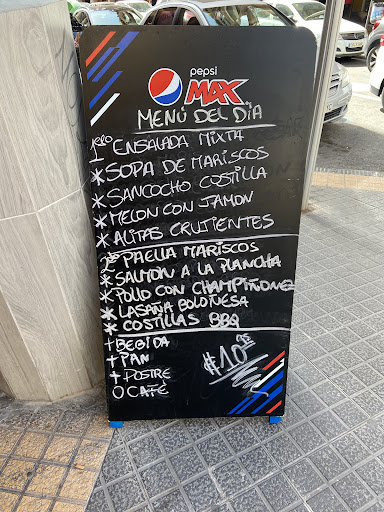 pepsi
MAX
MENÚ DEL DÍA
1ero ENSALADA MIXTA
* SOPA DE MARISCOS
* SANCOCHO COSTILLA
* MELON CON JAMON
* ALITAS CRUJIENTES
2º PAELLA MARISCOS
* SALMON A LA PLANCHA
* POLLO CON CHAMPIÑONES
* LASAÑA BOLOÑESA
* COSTILLAS BBQ
+ BEBIDA
+ PAN
+ POSTRE
O CAFÉ
#10